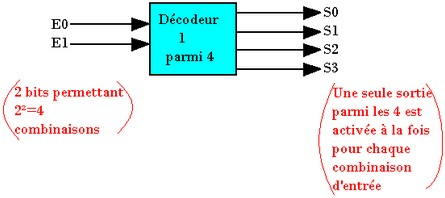 E0
E1
Décodeur
1
parmi 4
S0
S1
S2
S3
2 bits permettant
2²=4
combinaisons
Une seule sortie
parmi les 4 est
activée à la fois
pour chaque
combinaison
d'entrée